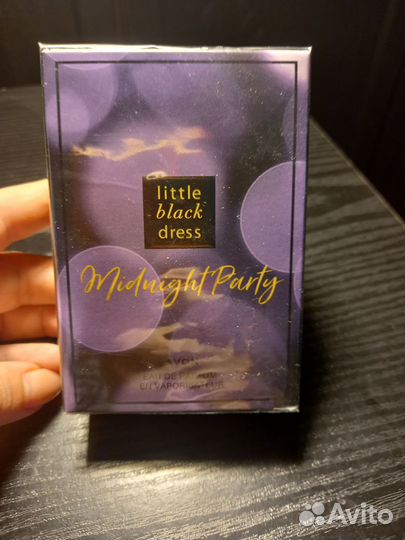 little
black
dress
Midnight Party
AVON
EAU DE PARFUM
EN VAPORISATEUR
Avito